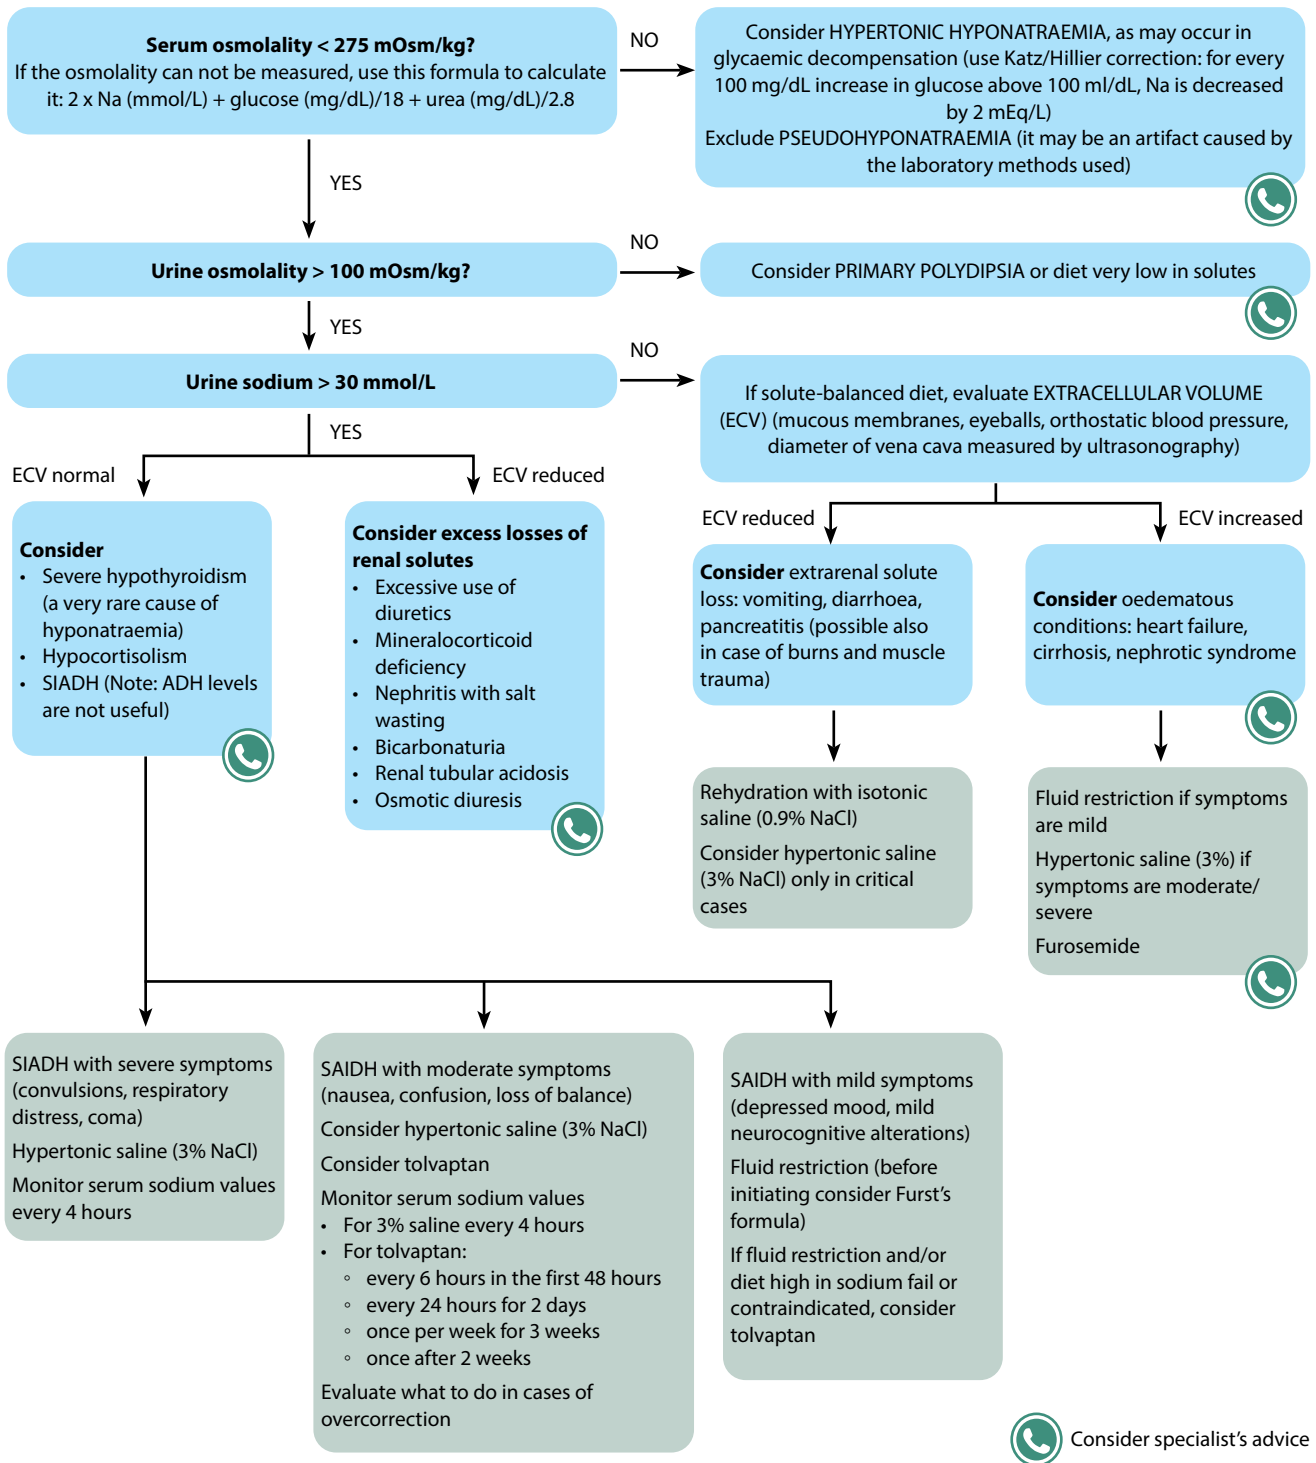 Serum osmolality < 275 mOsm/kg?
If the osmolality can not be measured, use this formula to calculate
it: 2 x Na (mmol/L) + glucose (mg/dL)/18 + urea (mg/dL)/2.8
NO
Consider HYPERTONIC HYPONATRAEMIA, as may occur in
glycaemic decompensation (use Katz/Hillier correction: for every
100 mg/dL increase in glucose above 100 ml/dL, Na is decreased
by 2 mEq/L)
Exclude PSEUDOHYPONATRAEMIA (it may be an artifact caused by
the laboratory methods used)
YES
Urine osmolality > 100 mOsm/kg?
NO
Consider PRIMARY POLYDIPSIA or diet very low in solutes
YES
Urine sodium > 30 mmol/L
NO
If solute-balanced diet, evaluate EXTRACELLULAR VOLUME
(ECV) (mucous membranes, eyeballs, orthostatic blood pressure,
diameter of vena cava measured by ultrasonography)
YES
ECV normal
ECV reduced
ECV reduced
ECV increased
Consider
• Severe hypothyroidism
(a very rare cause of
hyponatraemia)
• Hypocortisolism
• SIADH (Note: ADH levels
are not useful)
Consider excess losses of
renal solutes
• Excessive use of
diuretics
• Mineralocorticoid
deficiency
• Nephritis with salt
wasting
• Bicarbonaturia
• Renal tubular acidosis
• Osmotic diuresis
Consider extrarenal solute
loss: vomiting, diarrhoea,
pancreatitis (possible also
in case of burns and muscle
trauma)
Consider oedematous
conditions: heart failure,
cirrhosis, nephrotic syndrome
Rehydration with isotonic
saline (0.9% NaCl)
Consider hypertonic saline
(3% NaCl) only in critical
cases
Fluid restriction if symptoms
are mild
Hypertonic saline (3%) if
symptoms are moderate/
severe
Furosemide
SIADH with severe symptoms
(convulsions, respiratory
distress, coma)
Hypertonic saline (3% NaCl)
Monitor serum sodium values
every 4 hours
SAIDH with moderate symptoms
(nausea, confusion, loss of balance)
Consider hypertonic saline (3% NaCl)
Consider tolvaptan
Monitor serum sodium values
• For 3% saline every 4 hours
• For tolvaptan:
◦ every 6 hours in the first 48 hours
◦ every 24 hours for 2 days
◦ once per week for 3 weeks
◦ once after 2 weeks
Evaluate what to do in cases of
overcorrection
SAIDH with mild symptoms
(depressed mood, mild
neurocognitive alterations)
Fluid restriction (before
initiating consider Furst's
formula)
If fluid restriction and/or
diet high in sodium fail or
contraindicated, consider
tolvaptan
Consider specialist's advice